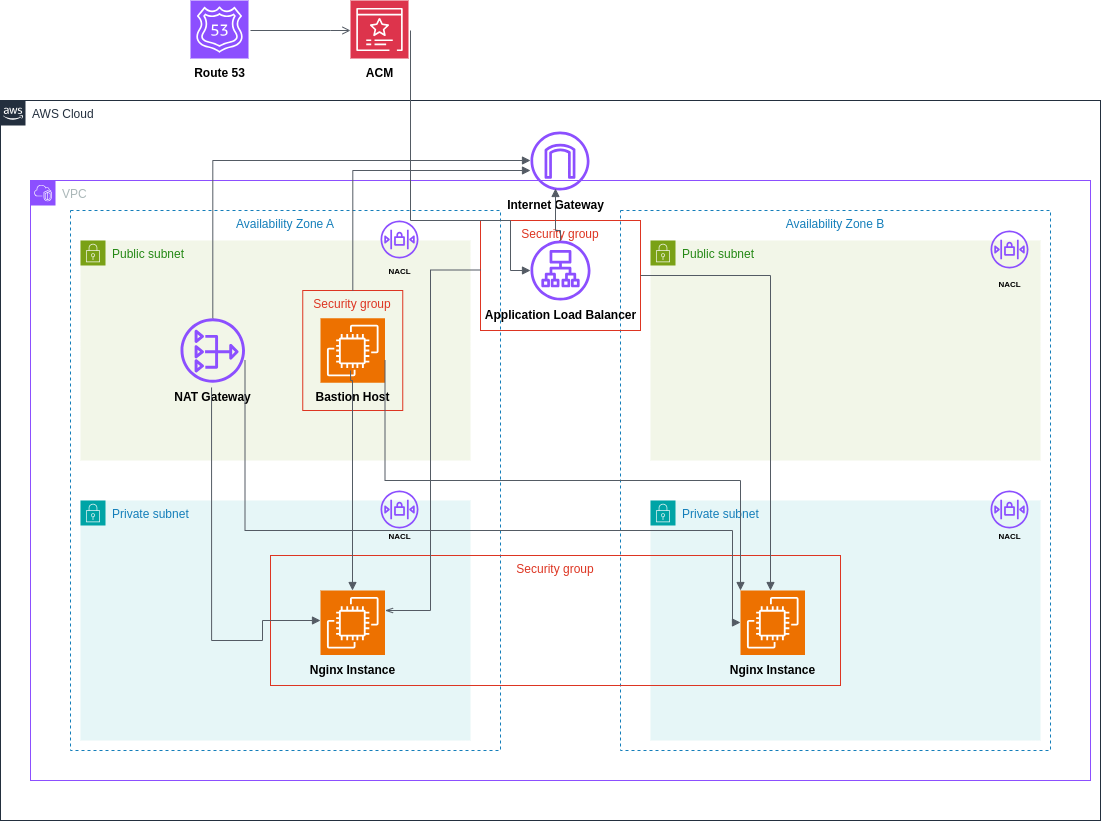 53
Route 53
ACM
aws
AWS Cloud
Internet Gateway
VPC
Availability Zone A
Availability Zone B
Security group
Public subnet
NACL
Public subnet
NACL
Application Load Balancer
Security group
NAT Gateway
Bastion Host
Private subnet
NACL
Private subnet
NACL
Security group
Nginx Instance
Nginx Instance